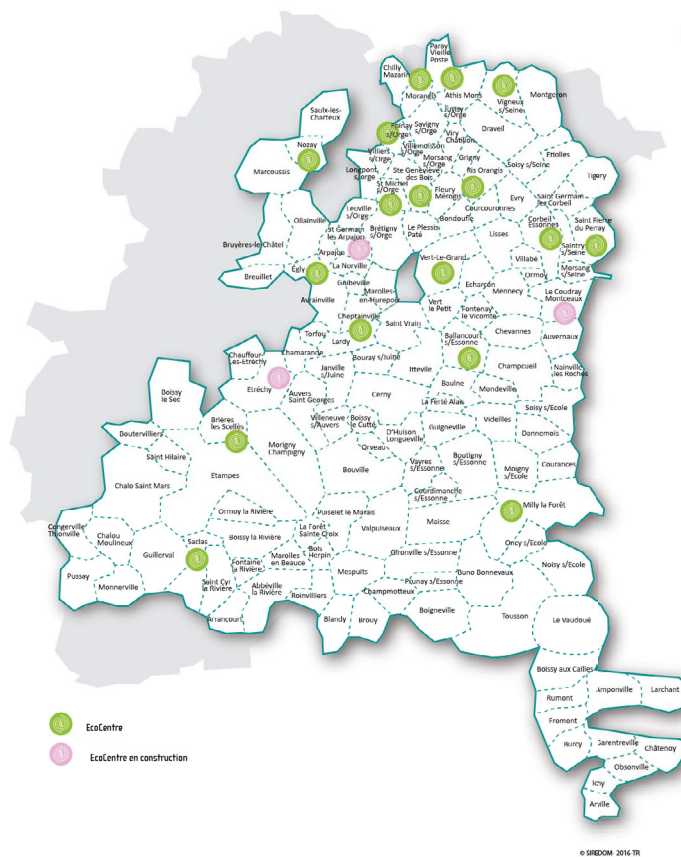 Paray
Vieille
Poste
Chilly
Mazarin
Morangis
Athis Mons
Vigneux
s/Seine
Montgeron
Saulx-les-
Charteux
Juvisy
s/Orge
Epinay
s/Orge
Savigny
s/Orge
Viry
Châtillon
Draveil
Nozay
Marcoussis
Villiers
s/Orge
Villemoisson
s/Orge
Morsang
s/Orge
Grigny
Soisy s/Seine
Etiolles
Tigery
Longpont
s/orge
Ste Geneviève
des Bois
Ris Orangis
St Michel
s/Orge
Fleury
Mérogis
Evry
Saint Germain
les Corbeil
Courcouronnes
Bondoufle
Leuville
s/Orge
Ollainville
St Germain
les Arpajon
Brétigny
s/Orge
Le Plessis
Paté
Lisses
Corbeil
Essonnes
Saint Pierre
du Perray
Saintry
s/Seine
Bruyères-le-Châtel
Arpajon
La Norville
Vert-Le-Grand
Villabé
Ormoy
Morsang
s/Seine
Breuillet
Égly
Guibeville
Marolles-
en-Hurepoix
Echarcon
Mennecy
Le Coudray
Montceaux
Avrainville
Vert
le Petit
Fontenay
le Vicomte
Cheptainville
Saint Vrain
Chevannes
Auvernaux
Torfou
Lardy
Ballancourt
s/Essonne
Chauffour
Les-Etréchy
Chamarande
Bouray s/Juine
Itteville
Champcueil
Nainville
les Roches
Janville
s/Juine
Baulne
Mondeville
Etréchy
Auvers
Saint Georges
Cerny
La Ferté Alais
Soisy s/Ecole
Boissy
le Sec
Brières
les Scellés
Villeneuve
s/Auvers
Boissy
le Cutté
D'Huison
Longueville
Guigneville
Videlles
Dannemois
Boutervilliers
Morigny
Champigny
Orveau
Saint Hilaire
Bouville
Vayres
s/Essonne
Boutigny
s/Essonne
Moigny
s/Ecole
Courances
Etampes
Chalo Saint Mars
Courdimanche
s/Essonne
Milly la Forêt
Ormoy la Rivière
Puiselet le Marais
Maisse
Congerville
Thionville
Chalou
Moulineux
Boissy la Rivière
La Forêt
Sainte Croix
Valpuiseaux
Oncy s/Ecole
Guillerval
Saclas
Fontaine
la Rivière
Marolles
en Beauce
Bois
Herpin
Gironville s/Essonne
Noisy s/Ecole
Pussay
Monnerville
Saint Cyr
la Rivière
Abbéville
la Rivière
Roinvilliers
Mespuits
Prunay s/Essonne
Buno Bonnevaux
Champmotteux
Arrancourt
Blandy
Brouy
Boigneville
Tousson
Le Vaudoué
Boissy aux Cailles
Rumont
Amponville
Larchant
Fromont
Burcy
Garentreville
Châtenoy
Obsonville
Ichy
Arville
EcoCentre
EcoCentre en construction
© SIREDOM- 2016-TR